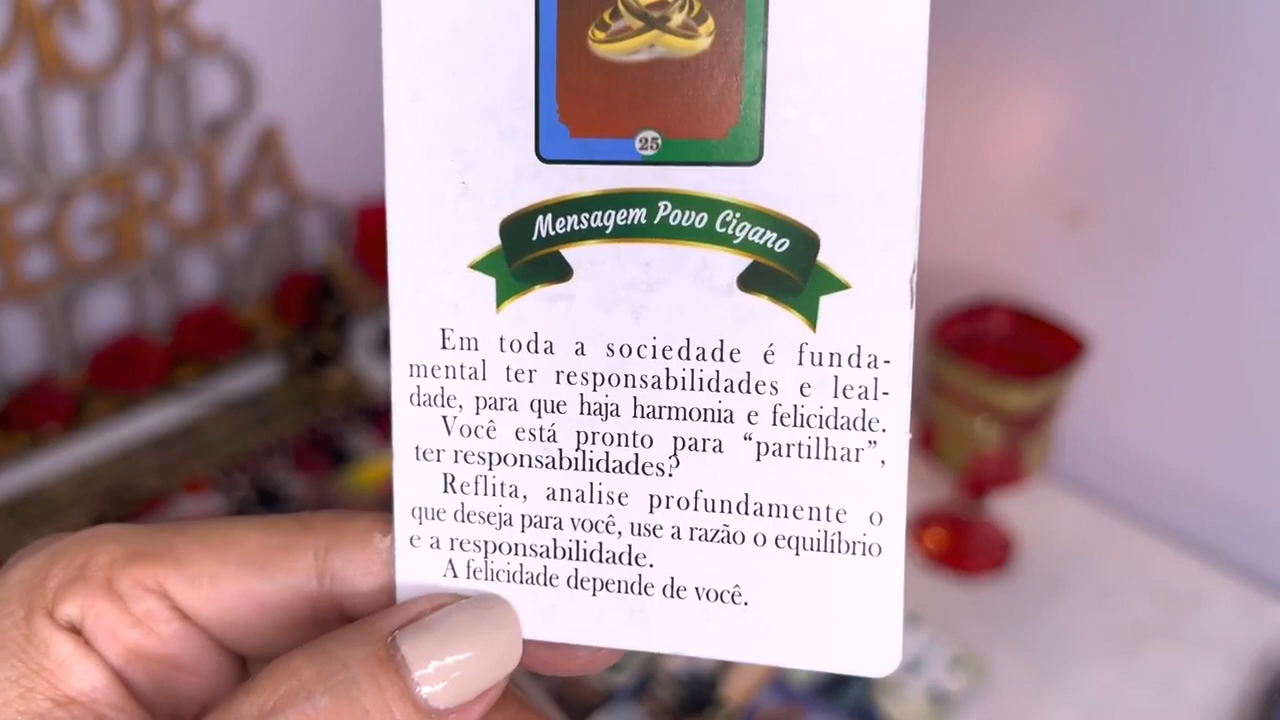 EGRIA
25
Mensagem Povo Cigano
Em toda a sociedade é funda-
mental ter responsabilidades e leal-
dade, para que haja harmonia e felicidade.
Você está pronto para “partilhar”,
ter responsabilidades?
Reflita, analise profundamente o
que deseja para você, use a razão o equilíbrio
e a responsabilidade.
A felicidade depende de você.